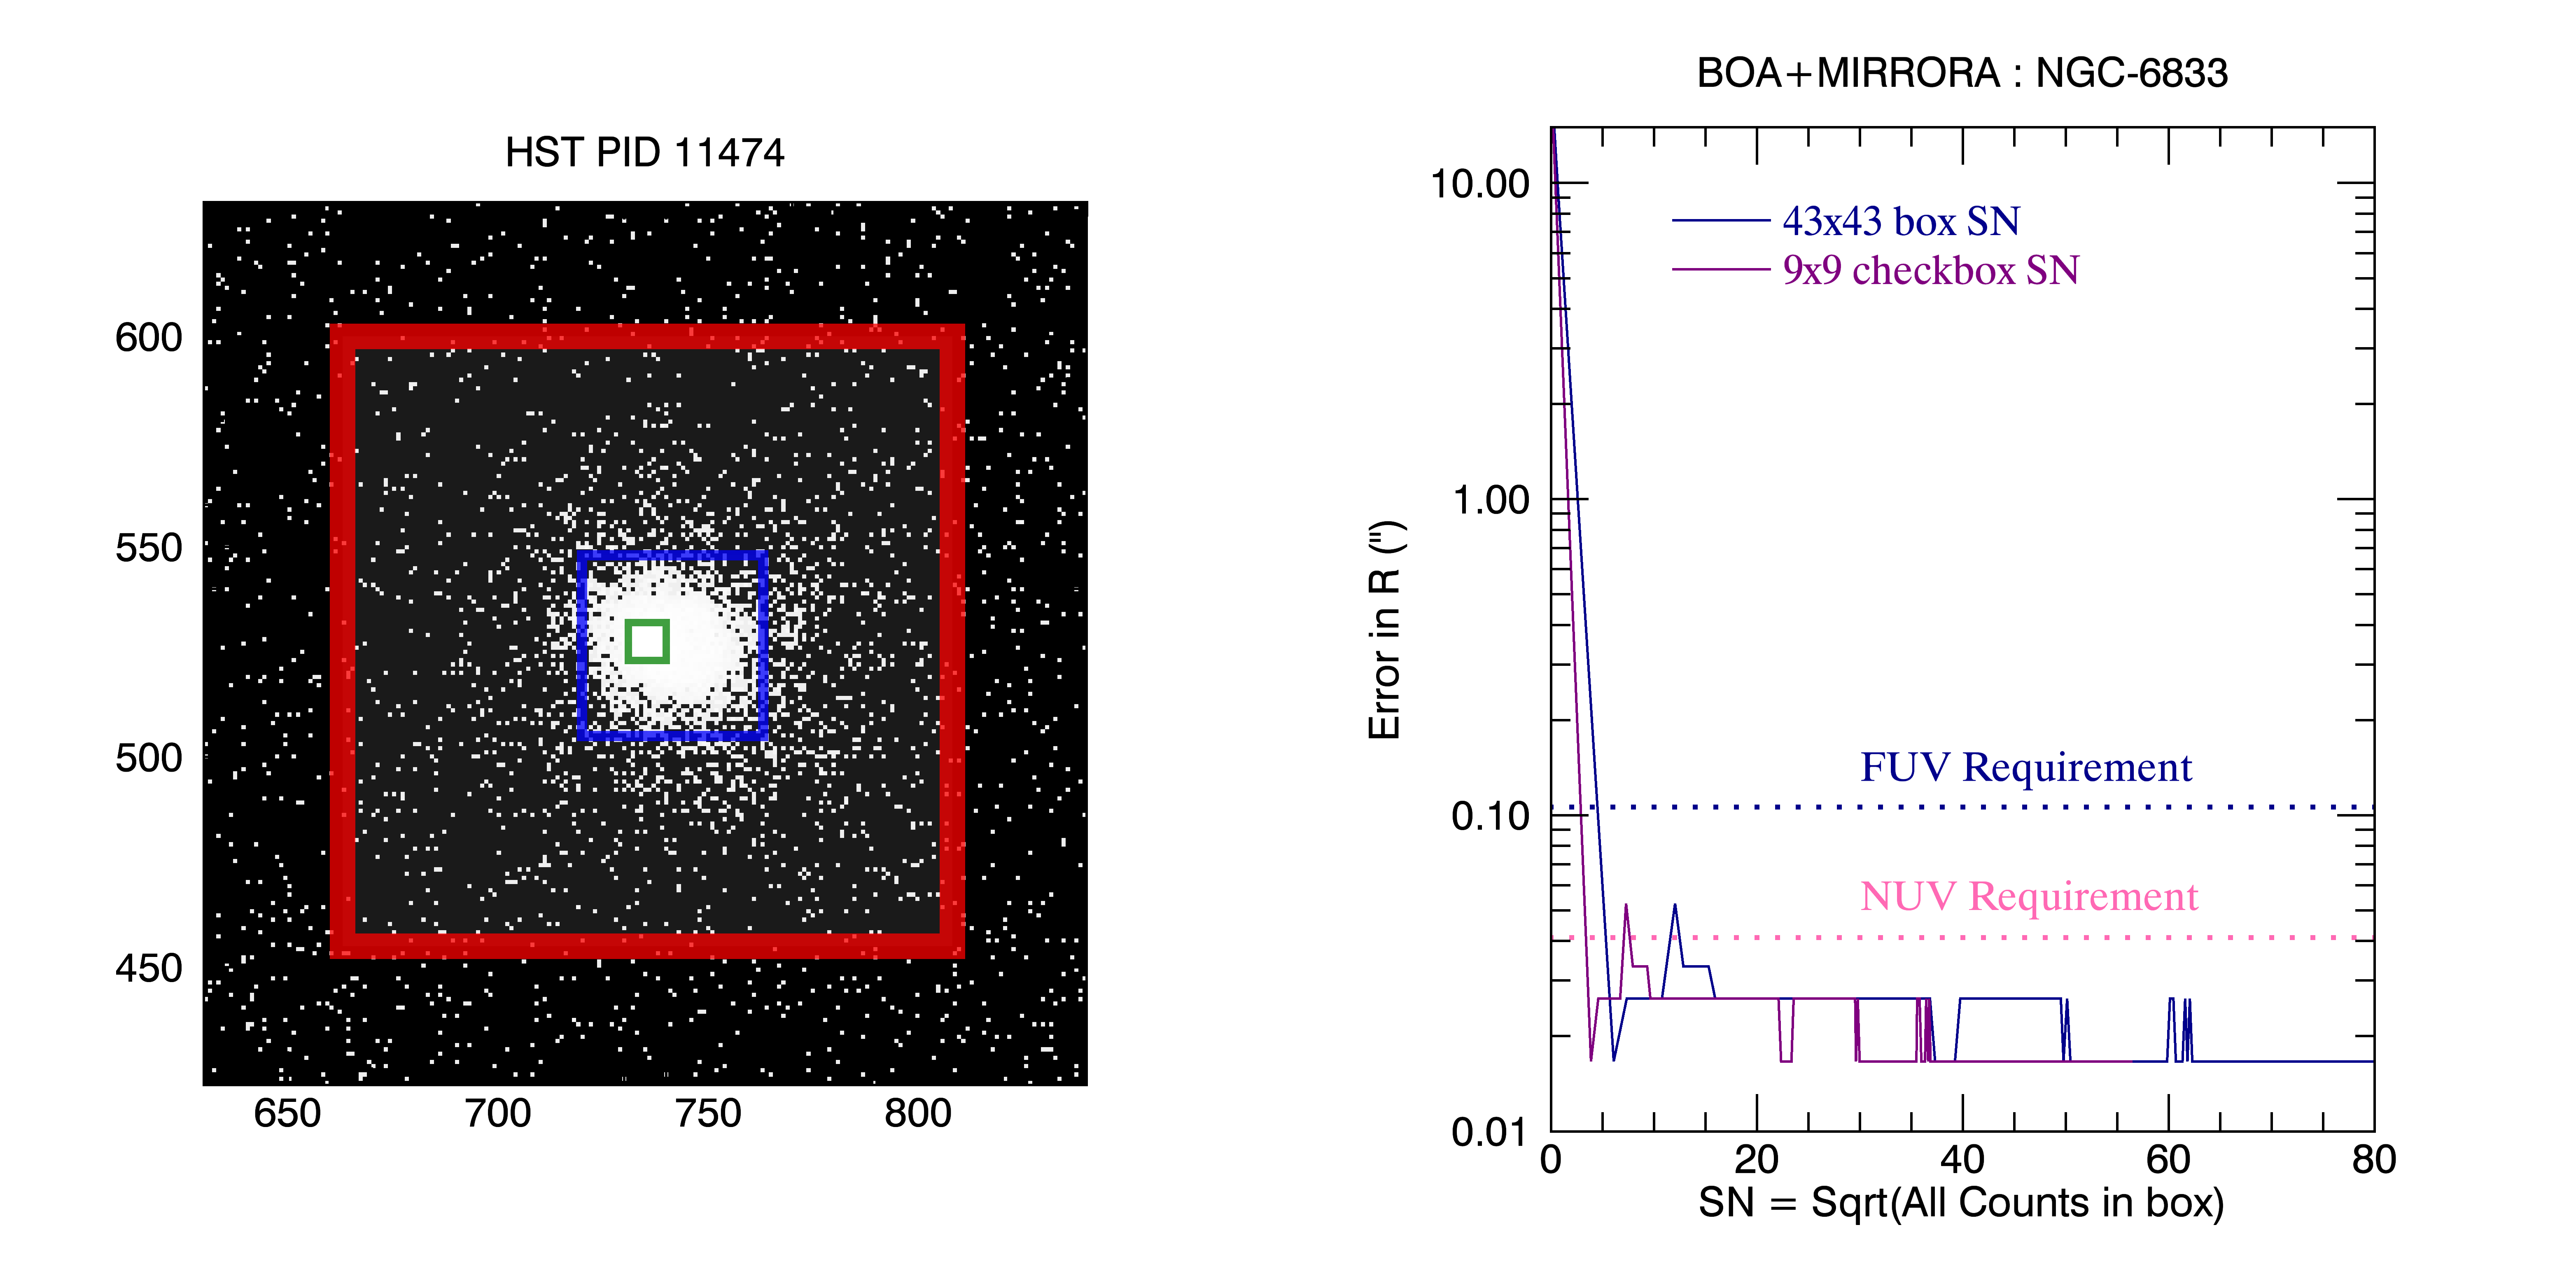 HST PID 11474
600
550
500
450
650 700 750 800
BOA+MIRRORA : NGC-6833
10.00
1.00
0.10
0.01
Error in R (")
43x43 box SN
9x9 checkbox SN
FUV Requirement
NUV Requirement
0 20 40 60 80
SN = Sqrt(All Counts in box)